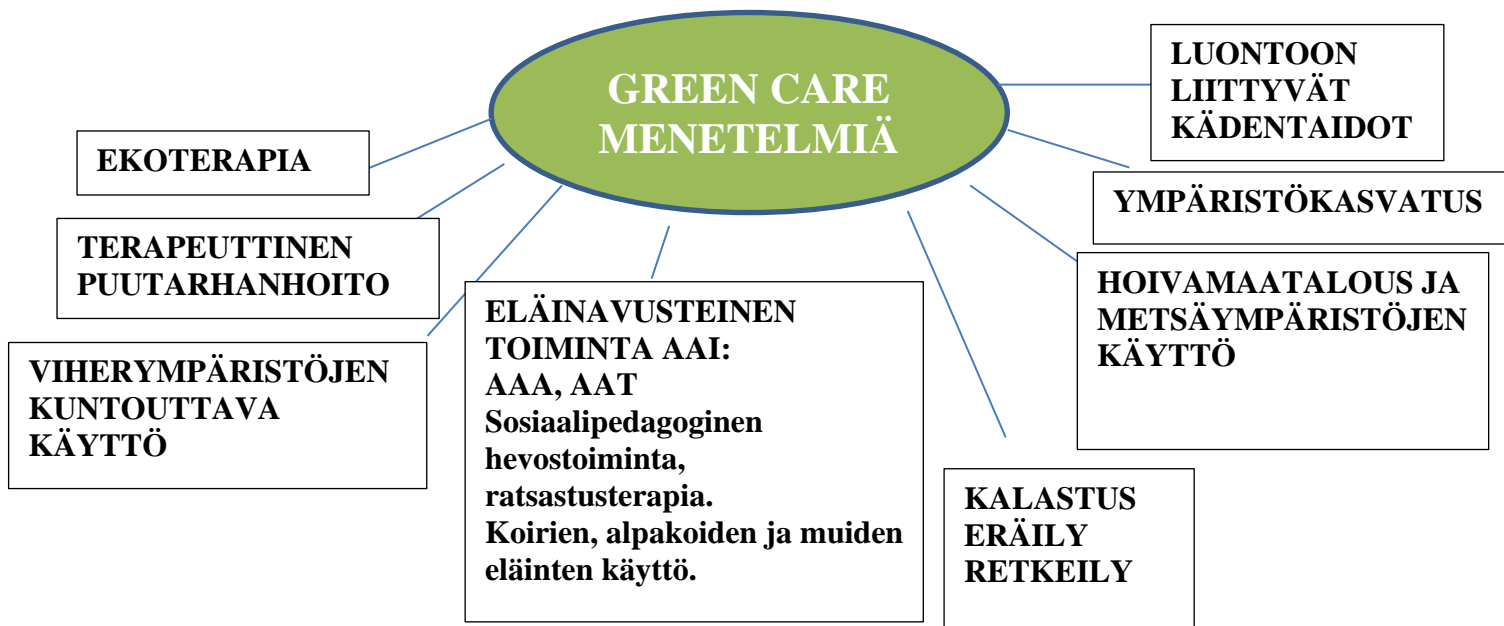 GREEN CARE
MENETELMIÄ
LUONTOON
LIITTYVÄT
KÄDENTAIDOT
EKOTERAPIA
YMPÄRISTÖKASVATUS
TERAPEUTTINEN
PUUTARHANHOITO
HOIVAMAATALOUS JA
METSÄYMPÄRISTÖJEN
KÄYTTÖ
VIHERYMPÄRISTÖJEN
KUNTOUTTAVA
KÄYTTÖ
ELÄINAVUSTEINEN
TOIMINTA AAI:
AAA, AAT
Sosiaalipedagoginen
hevostoiminta,
ratsastusterapia.
Koirien, alpakoiden ja muiden
eläinten käyttö.
KALASTUS
ERÄILY
RETKEILY